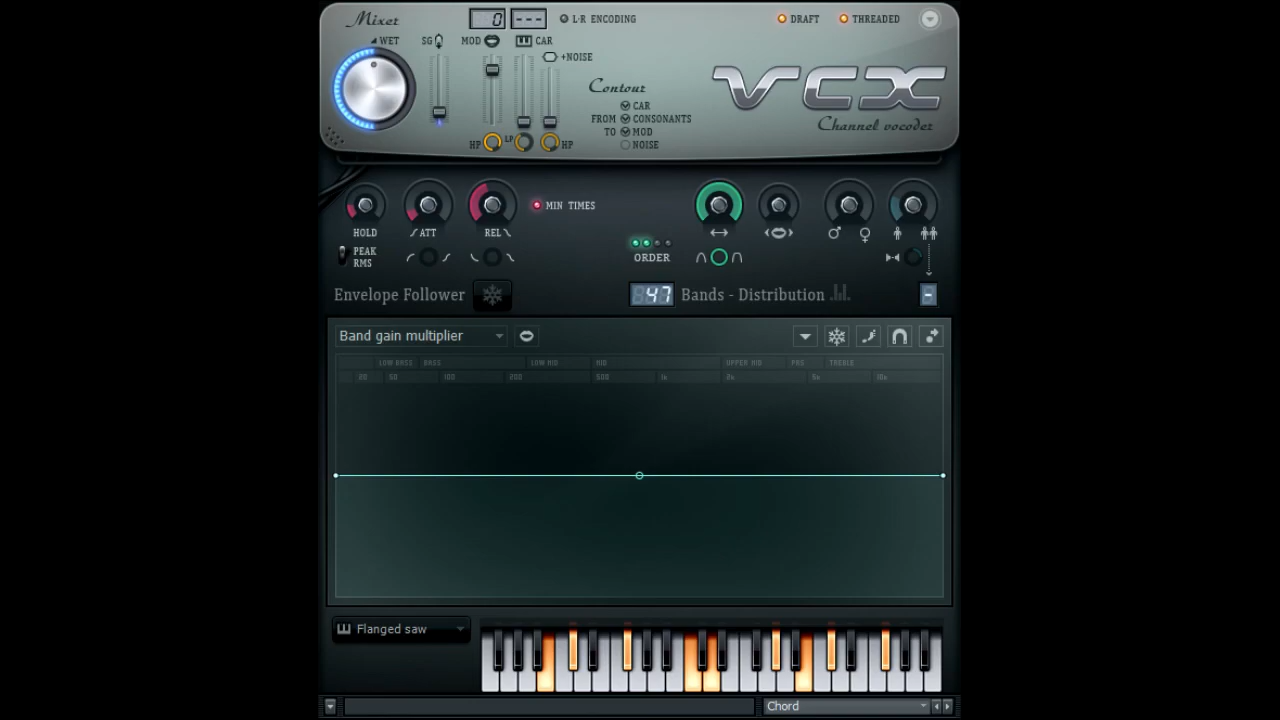 Mixer
0
---
L-R ENCODING
DRAFT
THREADED
WET
SG
MOD
CAR
+NOISE
Contour
CAR
FROM CONSONANTS
TO MOD
NOISE
HP
LP
HP
VCX
Channel vocoder
HOLD
ATT
REL
MIN TIMES
PEAK
RMS
ORDER
Envelope Follower
47 Bands - Distribution
-
Band gain multiplier
LOW BASS BASS LOW MID MID UPPER MID PRS TREBLE
20 50 100 200 500 1k 2k 5k 10k
Flanged saw
Chord